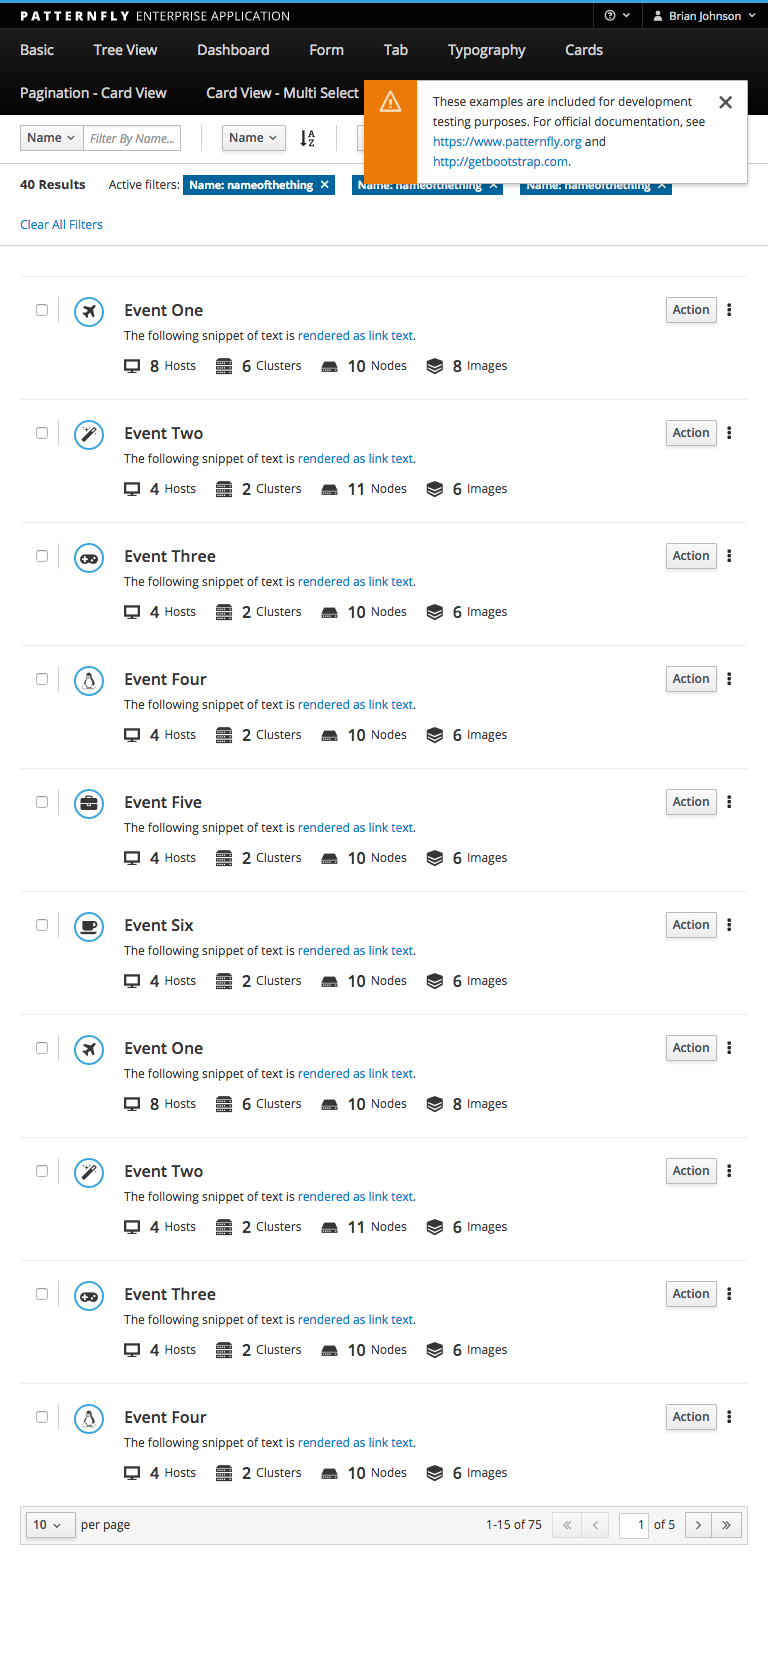 PATTERNFLY ENTERPRISE APPLICATION
Brian Johnson
Basic Tree View Dashboard Form Tab Typography Cards
Pagination - Card View Card View - Multi Select
These examples are included for development
testing purposes. For official documentation, see
https://www.patternfly.org and
http://getbootstrap.com.
Name Filter By Name... Name
40 Results Active filters: Name: nameofthething × Name: nameofthething × Name: nameofthething ×
Clear All Filters
Event One Action
The following snippet of text is rendered as link text.
8 Hosts 6 Clusters 10 Nodes 8 Images
Event Two Action
The following snippet of text is rendered as link text.
4 Hosts 2 Clusters 11 Nodes 6 Images
Event Three Action
The following snippet of text is rendered as link text.
4 Hosts 2 Clusters 10 Nodes 6 Images
Event Four Action
The following snippet of text is rendered as link text.
4 Hosts 2 Clusters 10 Nodes 6 Images
Event Five Action
The following snippet of text is rendered as link text.
4 Hosts 2 Clusters 10 Nodes 6 Images
Event Six Action
The following snippet of text is rendered as link text.
4 Hosts 2 Clusters 10 Nodes 6 Images
Event One Action
The following snippet of text is rendered as link text.
8 Hosts 6 Clusters 10 Nodes 8 Images
Event Two Action
The following snippet of text is rendered as link text.
4 Hosts 2 Clusters 11 Nodes 6 Images
Event Three Action
The following snippet of text is rendered as link text.
4 Hosts 2 Clusters 10 Nodes 6 Images
Event Four Action
The following snippet of text is rendered as link text.
4 Hosts 2 Clusters 10 Nodes 6 Images
10 per page 1-15 of 75 « ‹ 1 of 5 › »